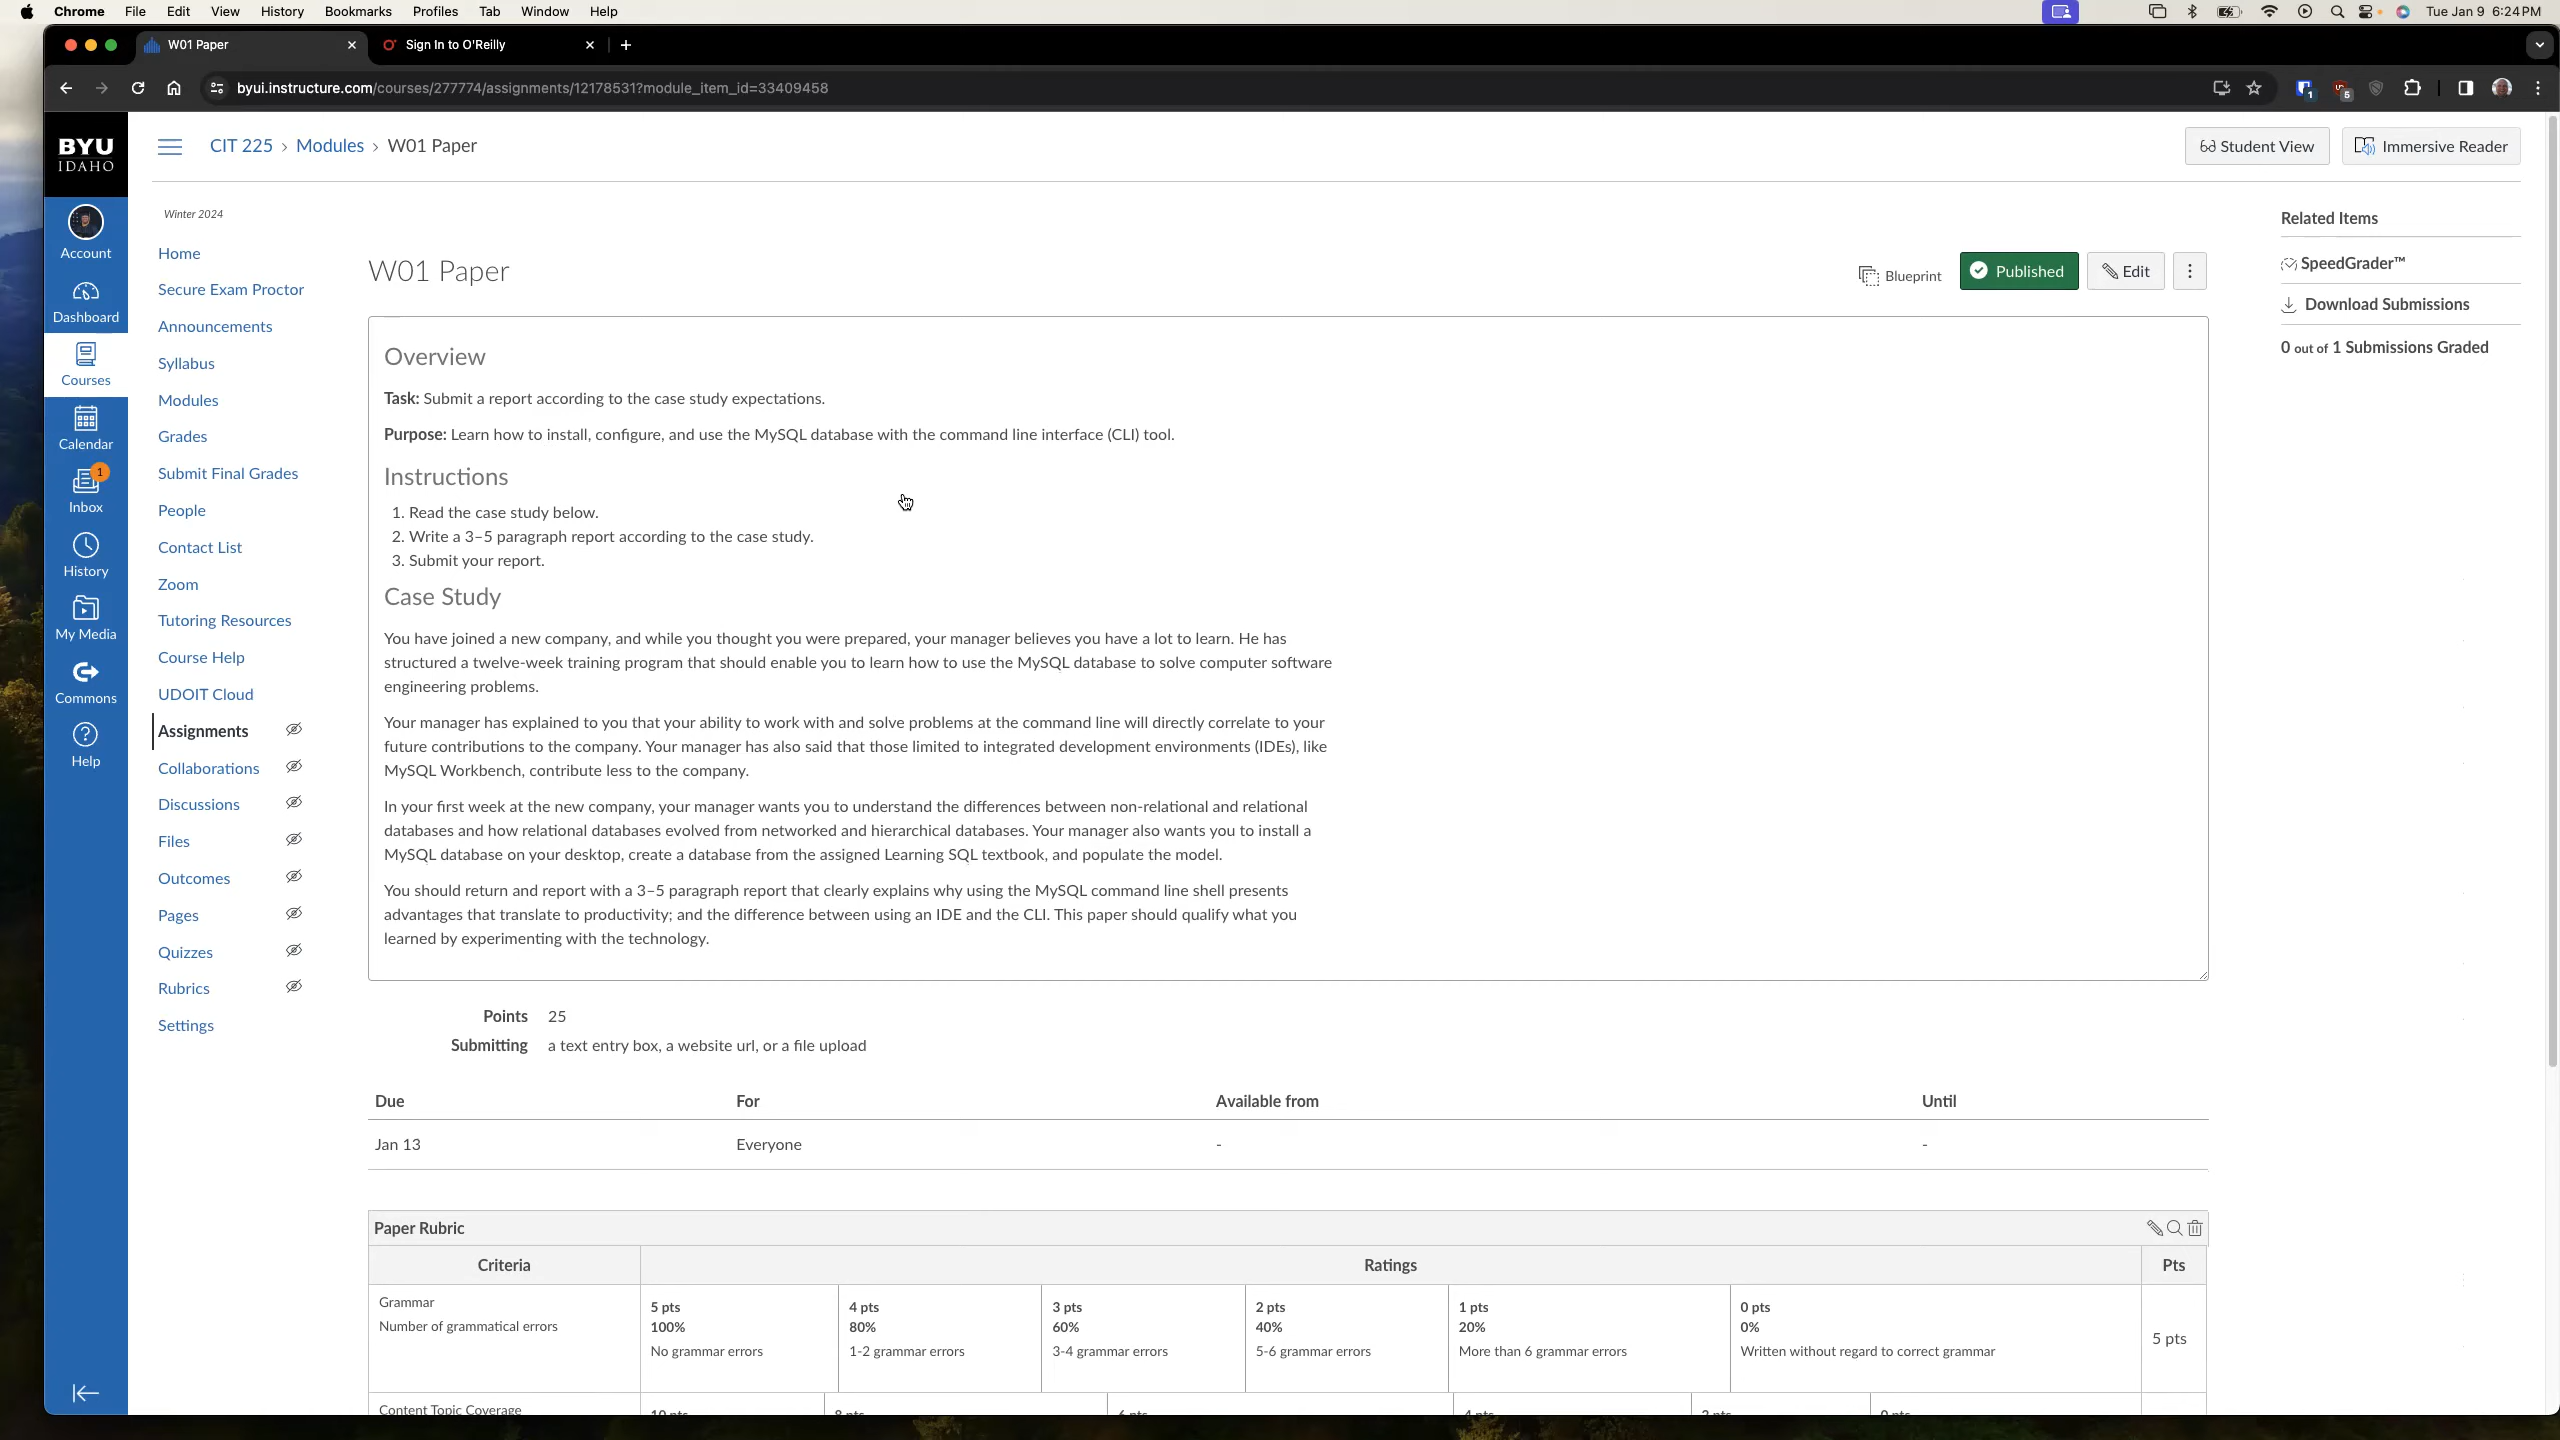 Chrome File Edit View History Bookmarks Profiles Tab Window Help Tue Jan 9 6:24 PM
W01 Paper Sign In to O'Reilly
byui.instructure.com/courses/277774/assignments/12178531?module_item_id=33409458
1 5
BYU
IDAHO
Account
Dashboard
Courses
Calendar
1
Inbox
History
My Media
Commons
Help
CIT 225 › Modules › W01 Paper
Student View Immersive Reader
Winter 2024
Home
Secure Exam Proctor
Announcements
Syllabus
Modules
Grades
Submit Final Grades
People
Contact List
Zoom
Tutoring Resources
Course Help
UDOIT Cloud
Assignments
Collaborations
Discussions
Files
Outcomes
Pages
Quizzes
Rubrics
Settings
W01 Paper
Blueprint Published Edit
Overview
Task: Submit a report according to the case study expectations.
Purpose: Learn how to install, configure, and use the MySQL database with the command line interface (CLI) tool.
Instructions
1. Read the case study below.
2. Write a 3–5 paragraph report according to the case study.
3. Submit your report.
Case Study
You have joined a new company, and while you thought you were prepared, your manager believes you have a lot to learn. He has
structured a twelve-week training program that should enable you to learn how to use the MySQL database to solve computer software
engineering problems.
Your manager has explained to you that your ability to work with and solve problems at the command line will directly correlate to your
future contributions to the company. Your manager has also said that those limited to integrated development environments (IDEs), like
MySQL Workbench, contribute less to the company.
In your first week at the new company, your manager wants you to understand the differences between non-relational and relational
databases and how relational databases evolved from networked and hierarchical databases. Your manager also wants you to install a
MySQL database on your desktop, create a database from the assigned Learning SQL textbook, and populate the model.
You should return and report with a 3–5 paragraph report that clearly explains why using the MySQL command line shell presents
advantages that translate to productivity; and the difference between using an IDE and the CLI. This paper should qualify what you
learned by experimenting with the technology.
Points 25
Submitting a text entry box, a website url, or a file upload
Due For Available from Until
Jan 13 Everyone - -
Paper Rubric
Criteria Ratings Pts
Grammar
Number of grammatical errors
5 pts
100%
No grammar errors
4 pts
80%
1-2 grammar errors
3 pts
60%
3-4 grammar errors
2 pts
40%
5-6 grammar errors
1 pts
20%
More than 6 grammar errors
0 pts
0%
Written without regard to correct grammar
5 pts
Content Topic Coverage 10 pts 8 pts 6 pts 4 pts 2 pts 0 pts
Related Items
SpeedGrader™
Download Submissions
0 out of 1 Submissions Graded